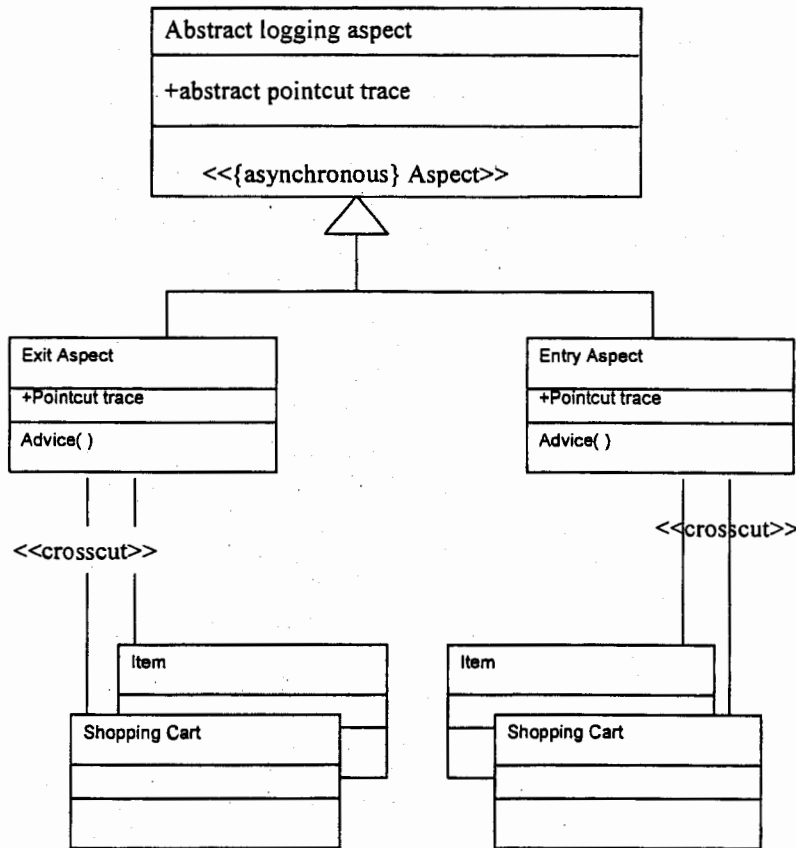 Abstract logging aspect
+abstract pointcut trace
<<{asynchronous} Aspect>>
Exit Aspect
+Pointcut trace
Advice( )
Entry Aspect
+Pointcut trace
Advice( )
<<crosscut>>
<<crosscut>>
Item
Shopping Cart
Item
Shopping Cart